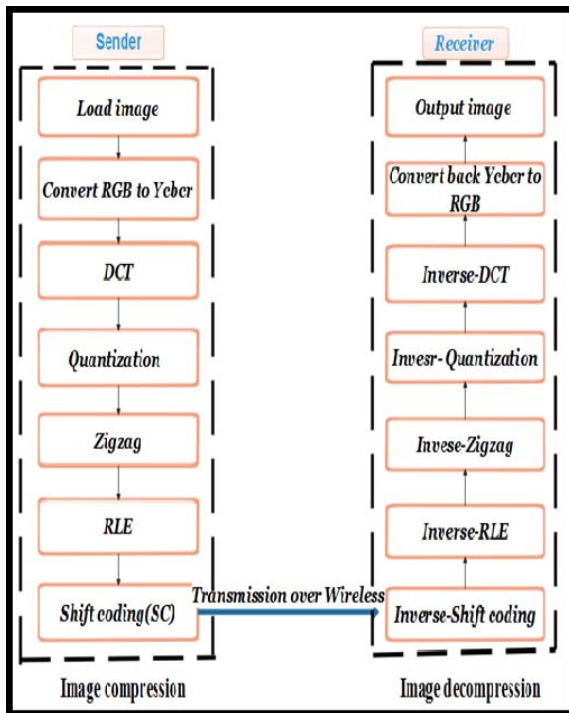 Sender
Load image
Convert RGB to Ycbcr
DCT
Quantization
Zigzag
RLE
Shift coding(SC)
Image compression
Transmission over Wireless
Receiver
Output image
Convert back Ycbcr to
RGB
Inverse-DCT
Invesr- Quantization
Invese-Zigzag
Inverse-RLE
Inverse-Shift coding
Image decompression